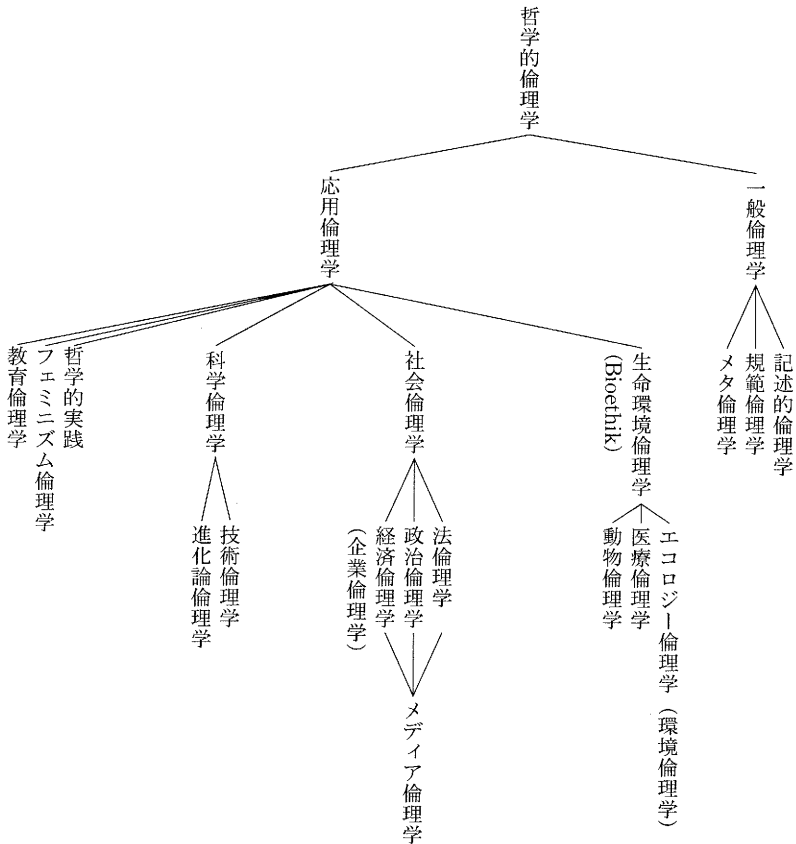 哲学的倫理学
一般倫理学
応用倫理学
記述的倫理学
規範倫理学
メタ倫理学
生命環境倫理学
(Bioethik)
社会倫理学
科学倫理学
哲学的実践
フェミニズム倫理学
教育倫理学
エコロジー倫理学(環境倫理学)
医療倫理学
動物倫理学
法倫理学
政治倫理学
経済倫理学
(企業倫理学)
技術倫理学
進化論倫理学
メディア倫理学